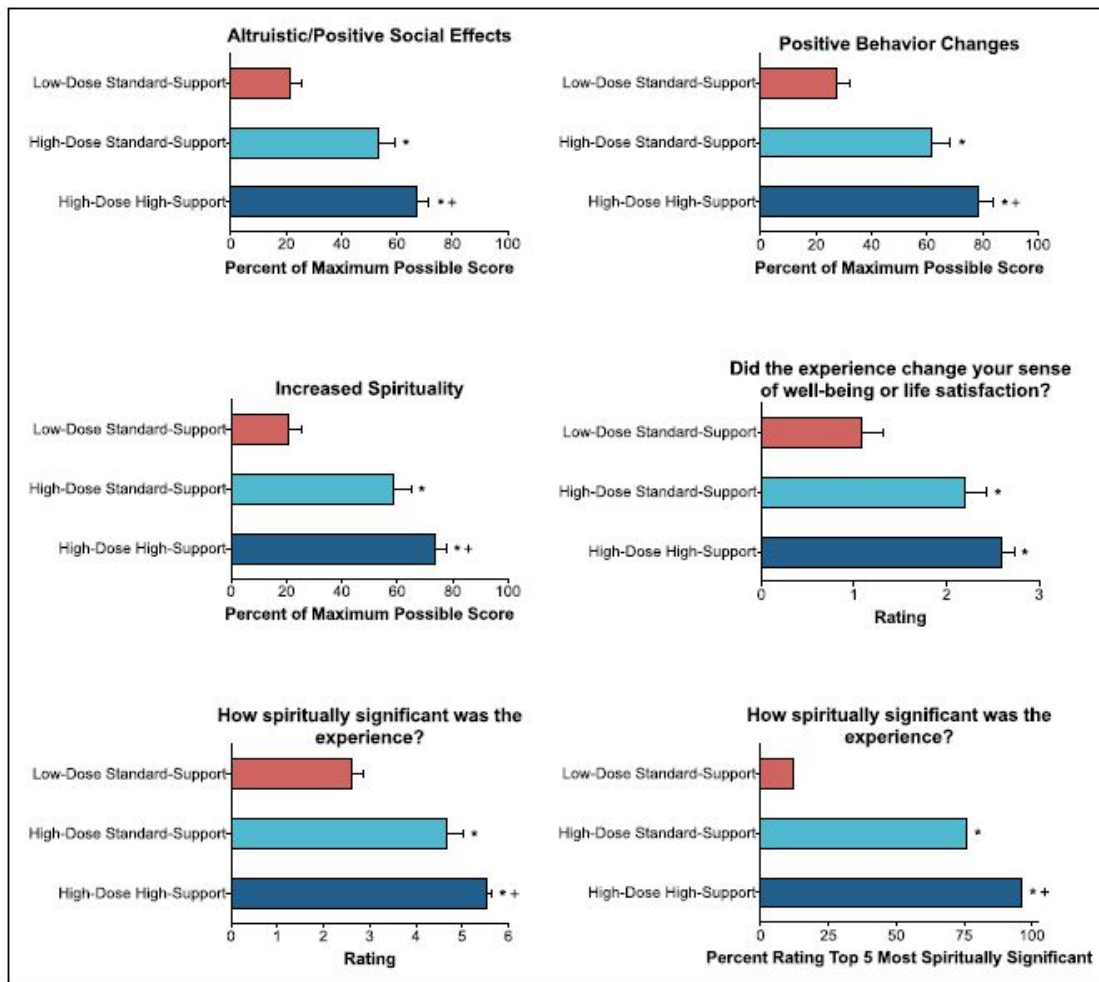 Altruistic/Positive Social Effects
Low-Dose Standard-Support
High-Dose Standard-Support
*
High-Dose High-Support
* +
0 20 40 60 80 100
Percent of Maximum Possible Score
Positive Behavior Changes
Low-Dose Standard-Support
High-Dose Standard-Support
*
High-Dose High-Support
* +
0 20 40 60 80 100
Percent of Maximum Possible Score
Increased Spirituality
Low-Dose Standard-Support
High-Dose Standard-Support
*
High-Dose High-Support
* +
0 20 40 60 80 100
Percent of Maximum Possible Score
Did the experience change your sense
of well-being or life satisfaction?
Low-Dose Standard-Support
High-Dose Standard-Support
*
High-Dose High-Support
*
0 1 2 3
Rating
How spiritually significant was the
experience?
Low-Dose Standard-Support
High-Dose Standard-Support
*
High-Dose High-Support
* +
0 1 2 3 4 5 6
Rating
How spiritually significant was the
experience?
Low-Dose Standard-Support
High-Dose Standard-Support
*
High-Dose High-Support
* +
0 25 50 75 100
Percent Rating Top 5 Most Spiritually Significant